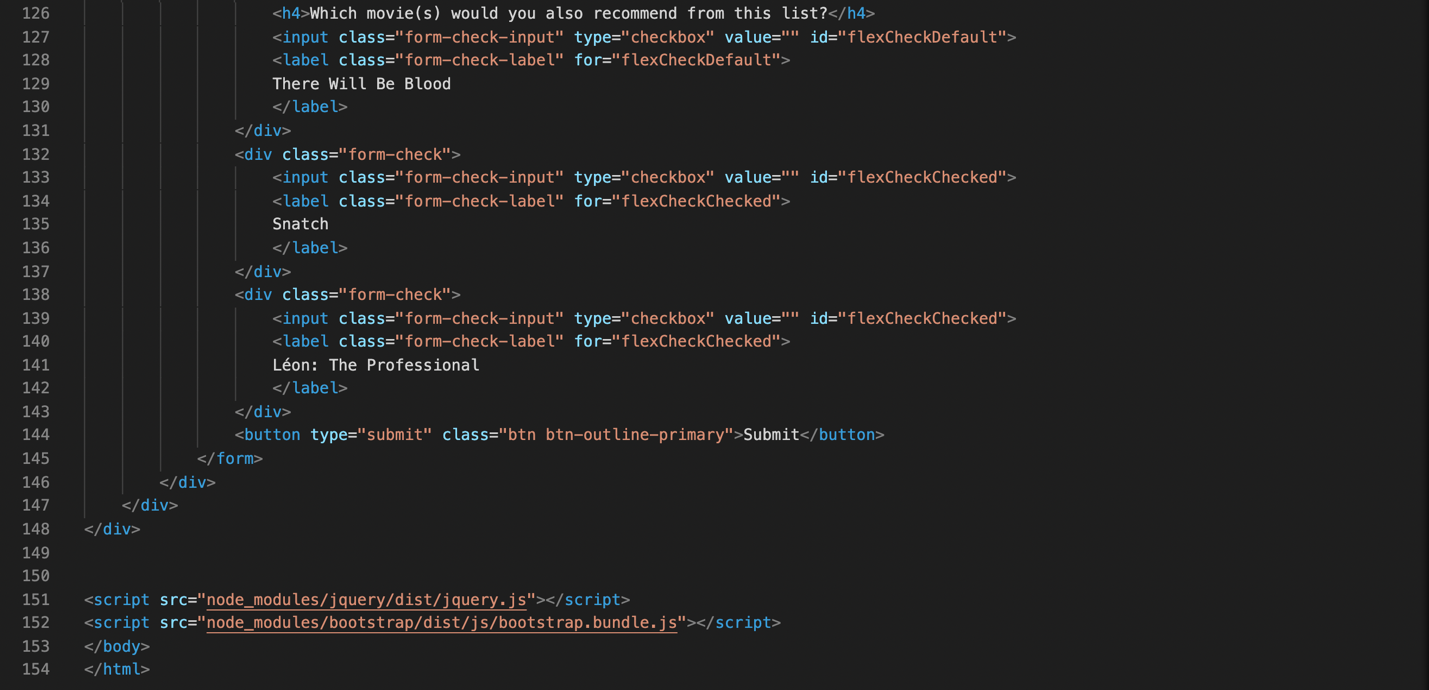 126 <h4>Which movie(s) would you also recommend from this list?</h4>
127 <input class="form-check-input" type="checkbox" value="" id="flexCheckDefault">
128 <label class="form-check-label" for="flexCheckDefault">
129 There Will Be Blood
130 </label>
131 </div>
132 <div class="form-check">
133 <input class="form-check-input" type="checkbox" value="" id="flexCheckChecked">
134 <label class="form-check-label" for="flexCheckChecked">
135 Snatch
136 </label>
137 </div>
138 <div class="form-check">
139 <input class="form-check-input" type="checkbox" value="" id="flexCheckChecked">
140 <label class="form-check-label" for="flexCheckChecked">
141 Léon: The Professional
142 </label>
143 </div>
144 <button type="submit" class="btn btn-outline-primary">Submit</button>
145 </form>
146 </div>
147 </div>
148 </div>
149
150
151 <script src="node_modules/jquery/dist/jquery.js"></script>
152 <script src="node_modules/bootstrap/dist/js/bootstrap.bundle.js"></script>
153 </body>
154 </html>